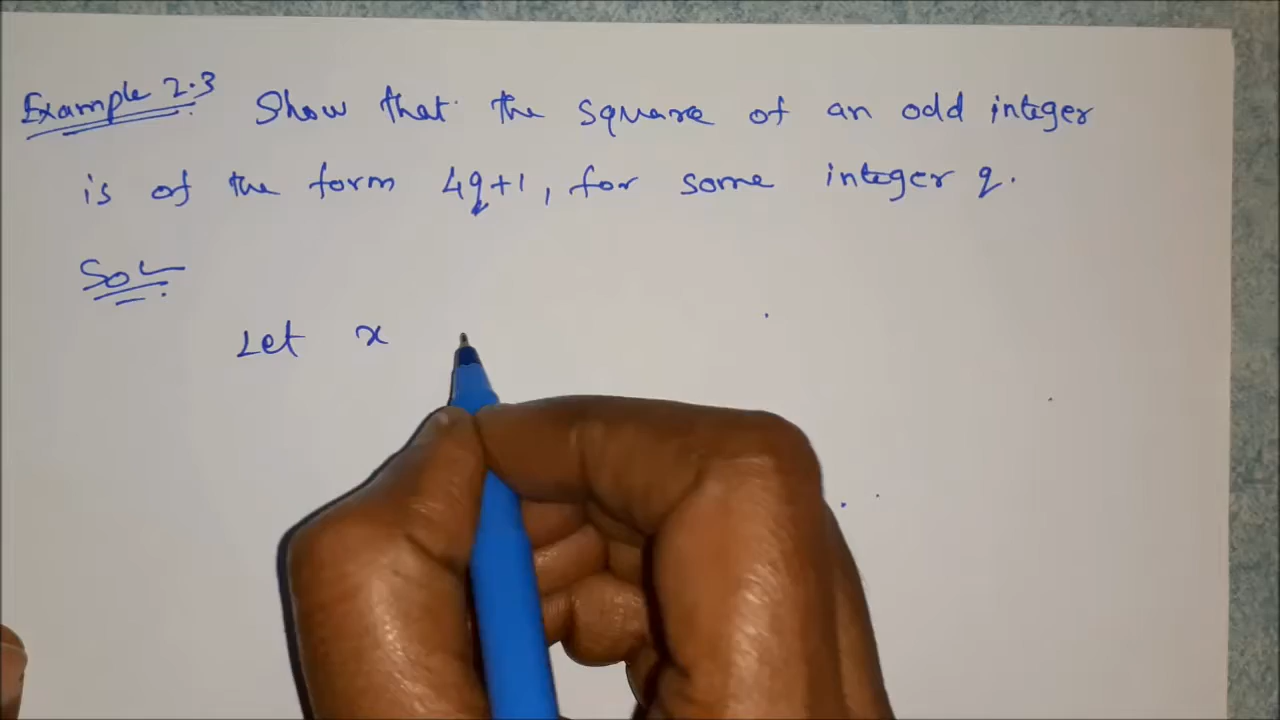 Example 2.3 Show that the square of an odd integer
is of the form 4q+1, for some integer q.
Sol
Let x